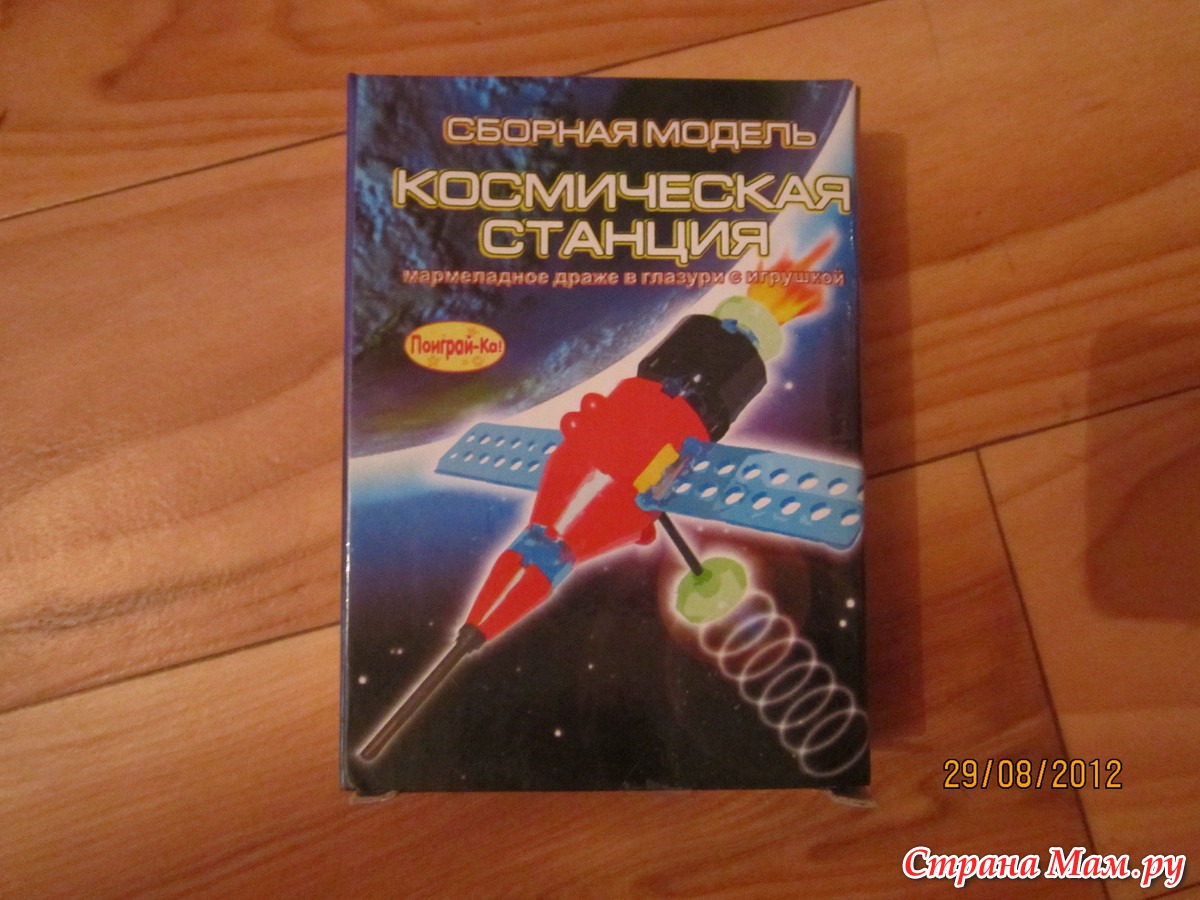 СБОРНАЯ МОДЕЛЬ
КОСМИЧЕСКАЯ
СТАНЦИЯ
мармеладное драже в глазури с игрушкой
Поиграй-Ка!
29/08/2012
Страна Мам.ру